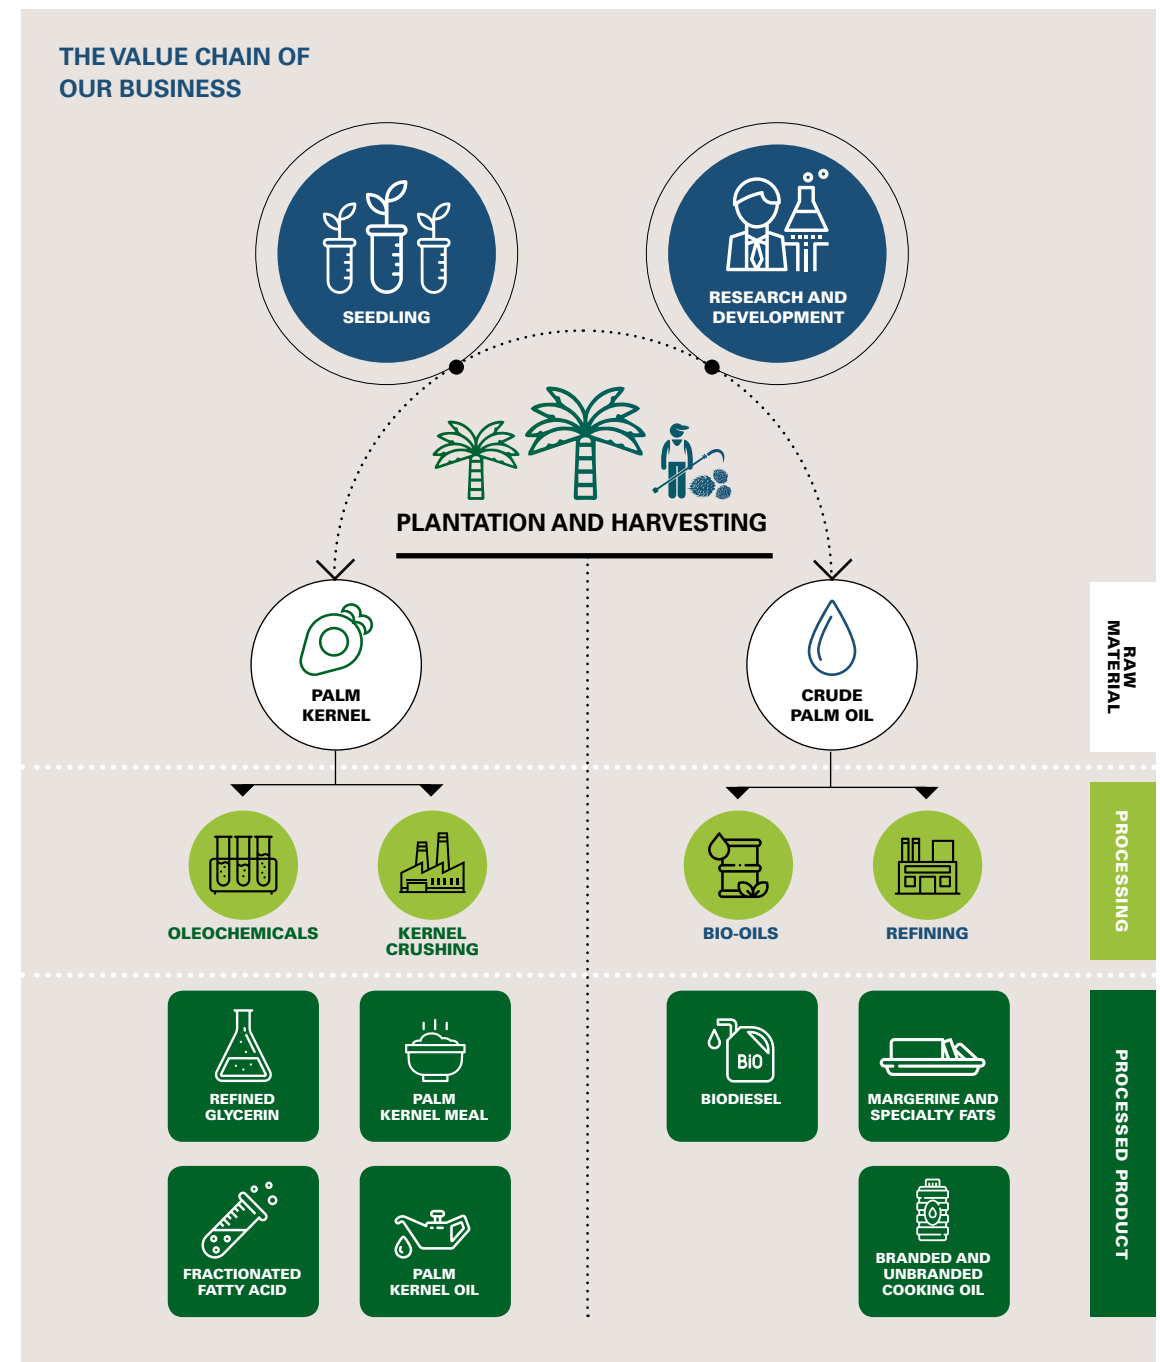 THE VALUE CHAIN OF
OUR BUSINESS
SEEDLING
RESEARCH AND
DEVELOPMENT
PLANTATION AND HARVESTING
PALM
KERNEL
CRUDE
PALM OIL
RAW
MATERIAL
OLEOCHEMICALS
KERNEL
CRUSHING
BIO-OILS
REFINING
PROCESSING
REFINED
GLYCERIN
PALM
KERNEL MEAL
BiO
BIODIESEL
MARGERINE AND
SPECIALTY FATS
FRACTIONATED
FATTY ACID
PALM
KERNEL OIL
BRANDED AND
UNBRANDED
COOKING OIL
PROCESSED PRODUCT